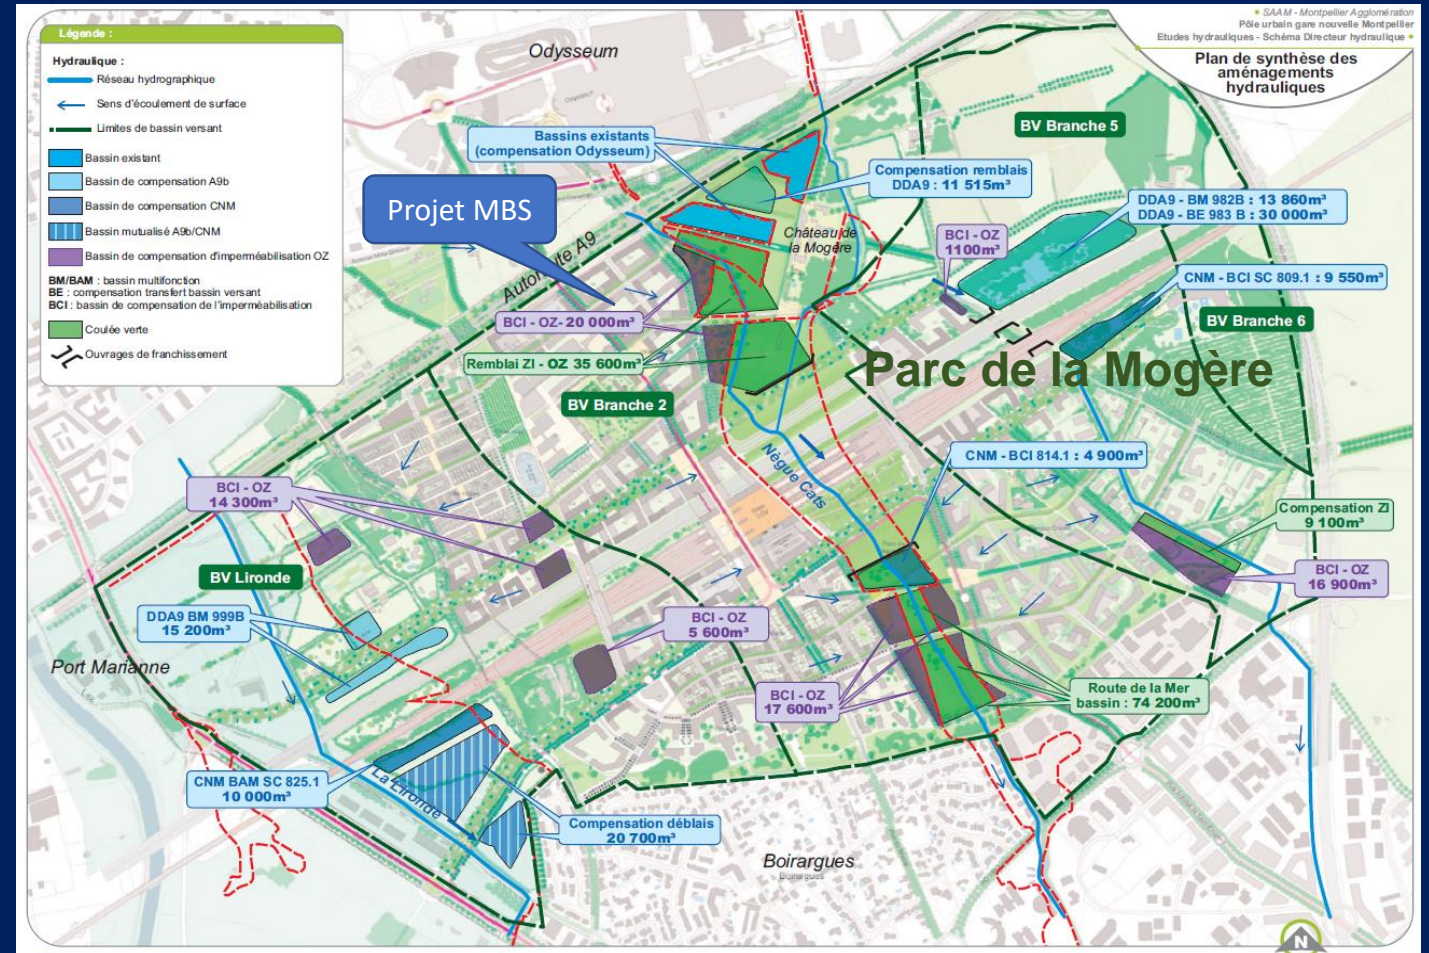 • SAAM - Montpellier Agglomération
Pôle urbain gare nouvelle Montpellier
Etudes hydrauliques - Schéma Directeur hydraulique •
Plan de synthèse des
aménagements
hydrauliques
Légende :
Hydraulique :
Réseau hydrographique
Sens d'écoulement de surface
Limites de bassin versant
Bassin existant
Bassin de compensation A9b
Bassin de compensation CNM
Bassin mutualisé A9b/CNM
Bassin de compensation d'imperméabilisation OZ
BM/BAM : bassin multifonction
BE : compensation transfert bassin versant
BCI : bassin de compensation de l'imperméabilisation
Coulée verte
Ouvrages de franchissement
Odysseum
Odysseum
Bassins existants
(compensation Odysseum)
BV Branche 5
Compensation remblais
DDA9 : 11 515m³
Projet MBS
DDA9 - BM 982B : 13 860m³
DDA9 - BE 983 B : 30 000m³
Château de
la Mogère
BCI - OZ
1100m³
Autoroute A9
CNM - BCI SC 809.1 : 9 550m³
BCI - OZ- 20 000m³
BV Branche 6
Remblai ZI - OZ 35 600m³
Parc de la Mogère
BV Branche 2
Nègue Cats
CNM - BCI 814.1 : 4 900m³
BCI - OZ
14 300m³
Compensation ZI
9 100m³
BV Lironde
BCI - OZ
16 900m³
DDA9 BM 999B
15 200m³
BCI - OZ
5 600m³
Port Marianne
Lez
BCI - OZ
17 600m³
Route de la Mer
bassin : 74 200m³
CNM BAM SC 825.1
10 000m³
La Lironde
Compensation déblais
20 700m³
Boirargues
Boirargues
N